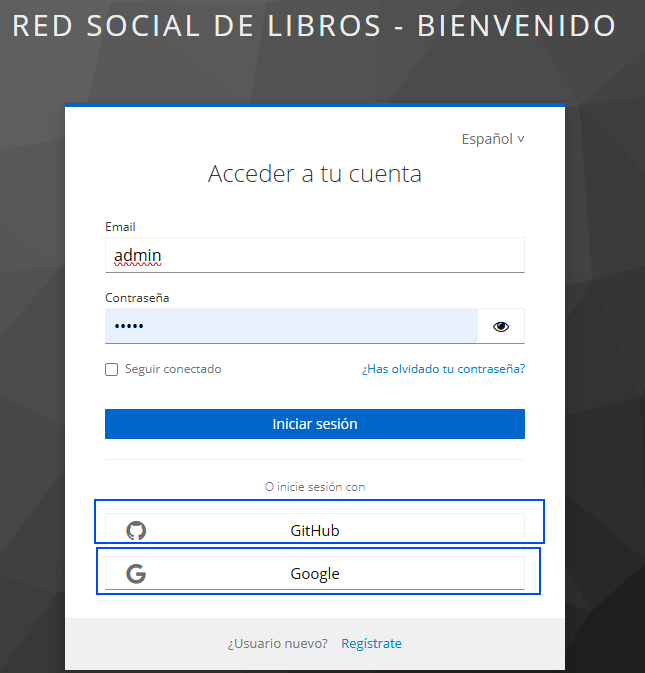 RED SOCIAL DE LIBROS - BIENVENIDO
Español
Acceder a tu cuenta
Email
admin
Contraseña
•••••
Seguir conectado
¿Has olvidado tu contraseña?
Iniciar sesión
O inicie sesión con
GitHub
Google
¿Usuario nuevo? Regístrate